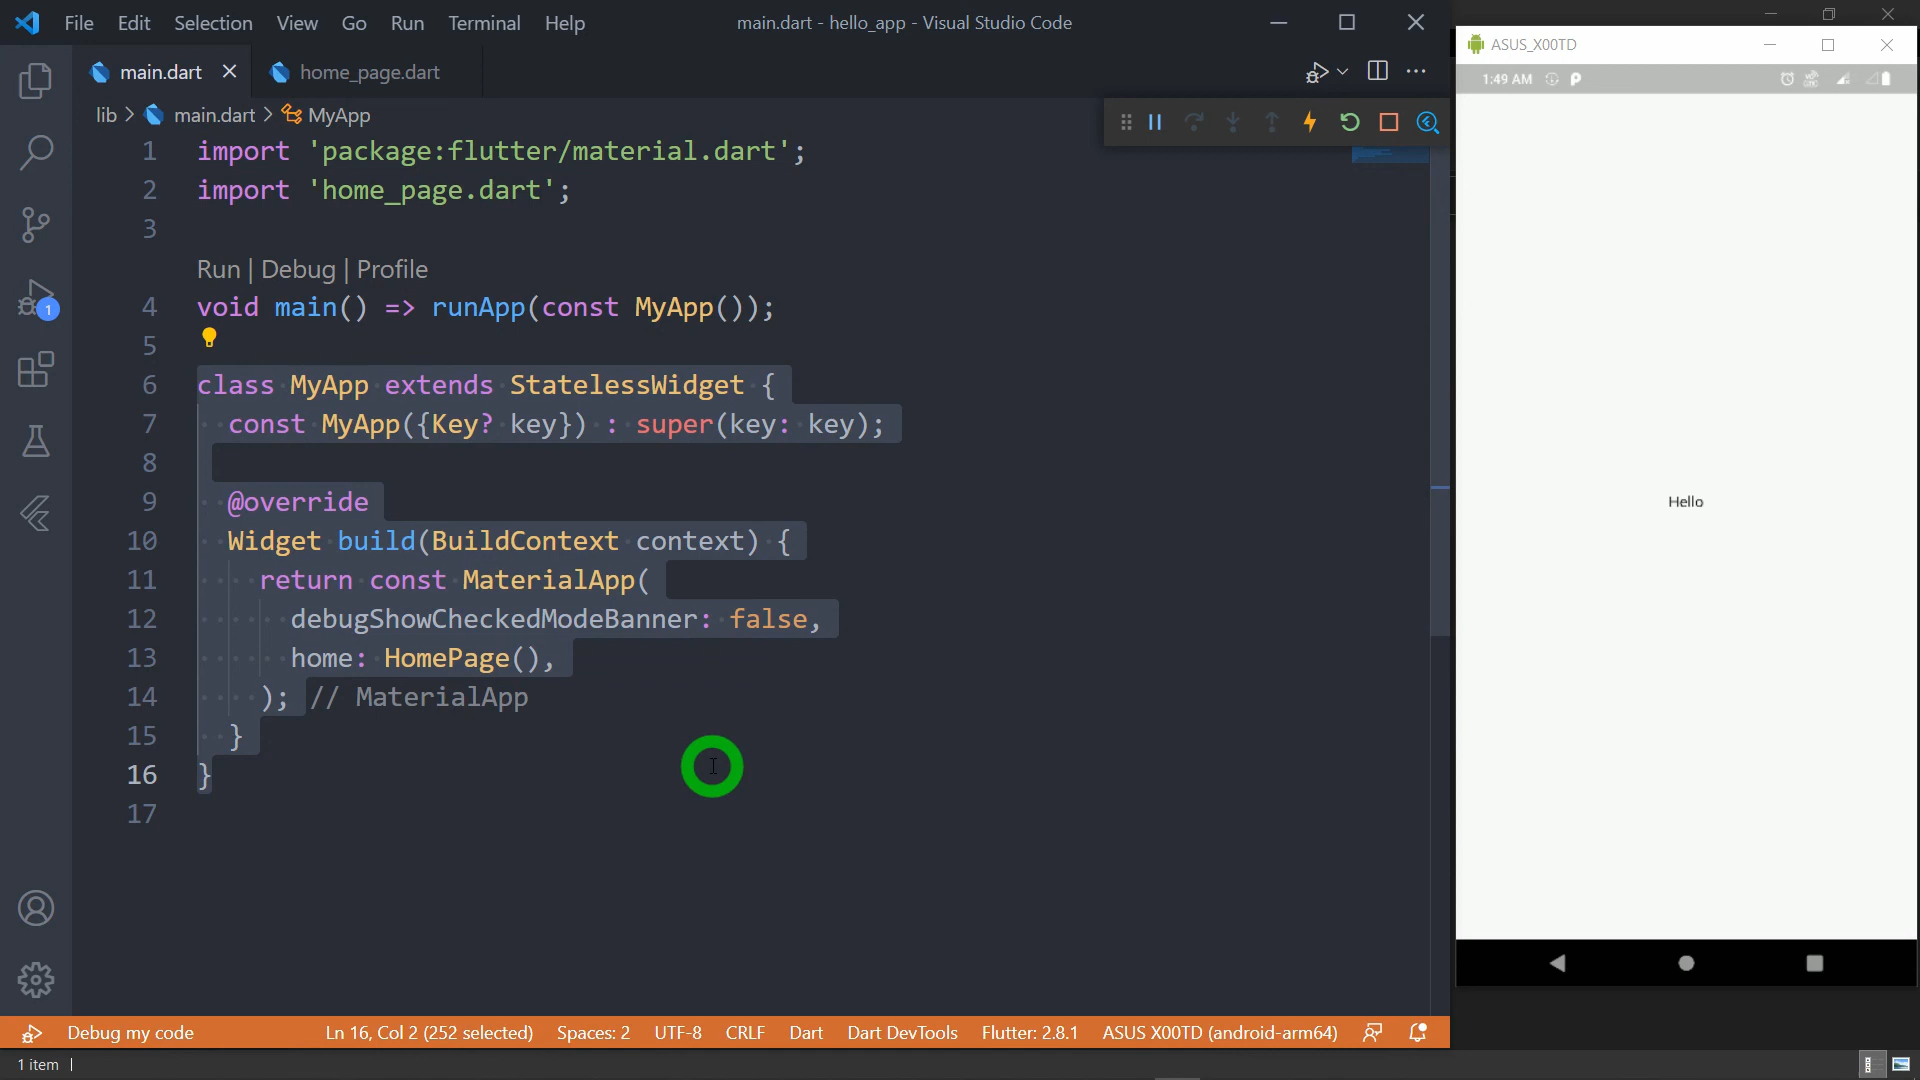 File Edit Selection View Go Run Terminal Help
main.dart - hello_app - Visual Studio Code
main.dart
home_page.dart
lib > main.dart > MyApp
1 import 'package:flutter/material.dart';
2 import 'home_page.dart';
3
Run | Debug | Profile
4 void main() => runApp(const MyApp());
5
6 class MyApp extends StatelessWidget {
7 const MyApp({Key? key}) : super(key: key);
8
9 @override
10 Widget build(BuildContext context) {
11 return const MaterialApp(
12 debugShowCheckedModeBanner: false,
13 home: HomePage(),
14 ); // MaterialApp
15 }
16 }
17
1
Debug my code
Ln 16, Col 2 (252 selected) Spaces: 2 UTF-8 CRLF Dart Dart DevTools Flutter: 2.8.1 ASUS X00TD (android-arm64)
1 item
ASUS_X00TD
1:49 AM
Hello